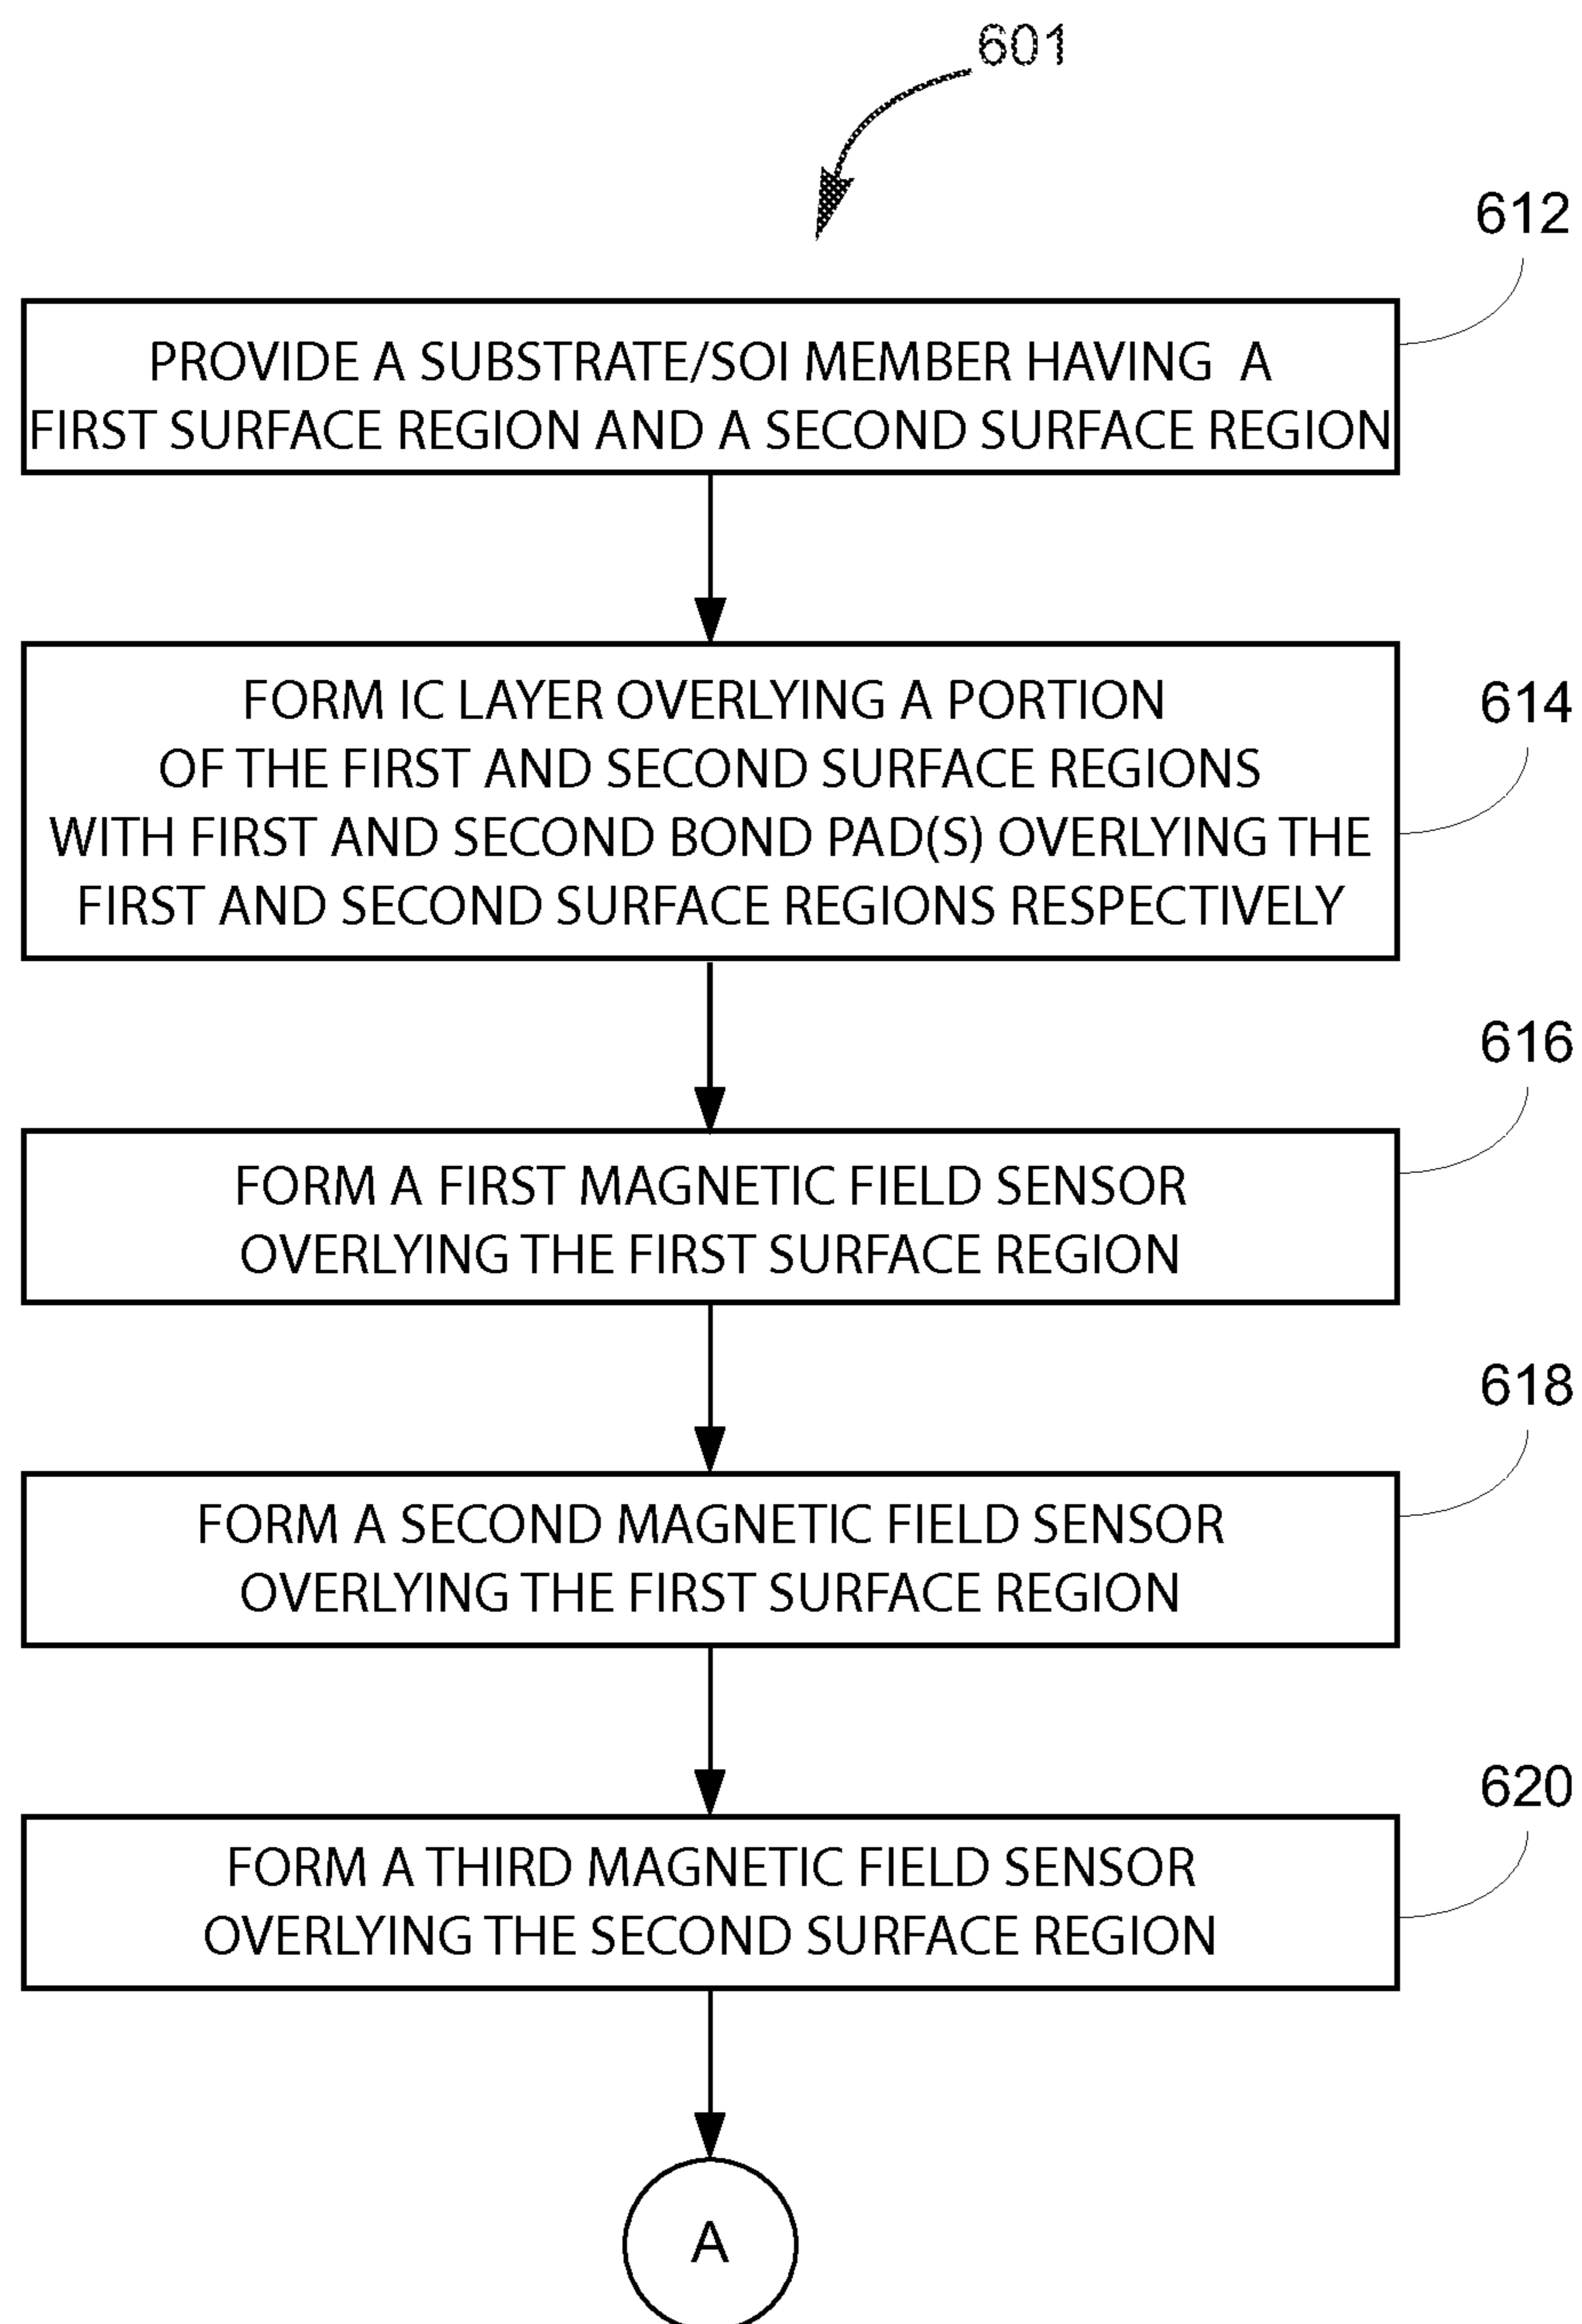 601
612
PROVIDE A SUBSTRATE/SOI MEMBER HAVING A
FIRST SURFACE REGION AND A SECOND SURFACE REGION
614
FORM IC LAYER OVERLYING A PORTION
OF THE FIRST AND SECOND SURFACE REGIONS
WITH FIRST AND SECOND BOND PAD(S) OVERLYING THE
FIRST AND SECOND SURFACE REGIONS RESPECTIVELY
616
FORM A FIRST MAGNETIC FIELD SENSOR
OVERLYING THE FIRST SURFACE REGION
618
FORM A SECOND MAGNETIC FIELD SENSOR
OVERLYING THE FIRST SURFACE REGION
620
FORM A THIRD MAGNETIC FIELD SENSOR
OVERLYING THE SECOND SURFACE REGION
A